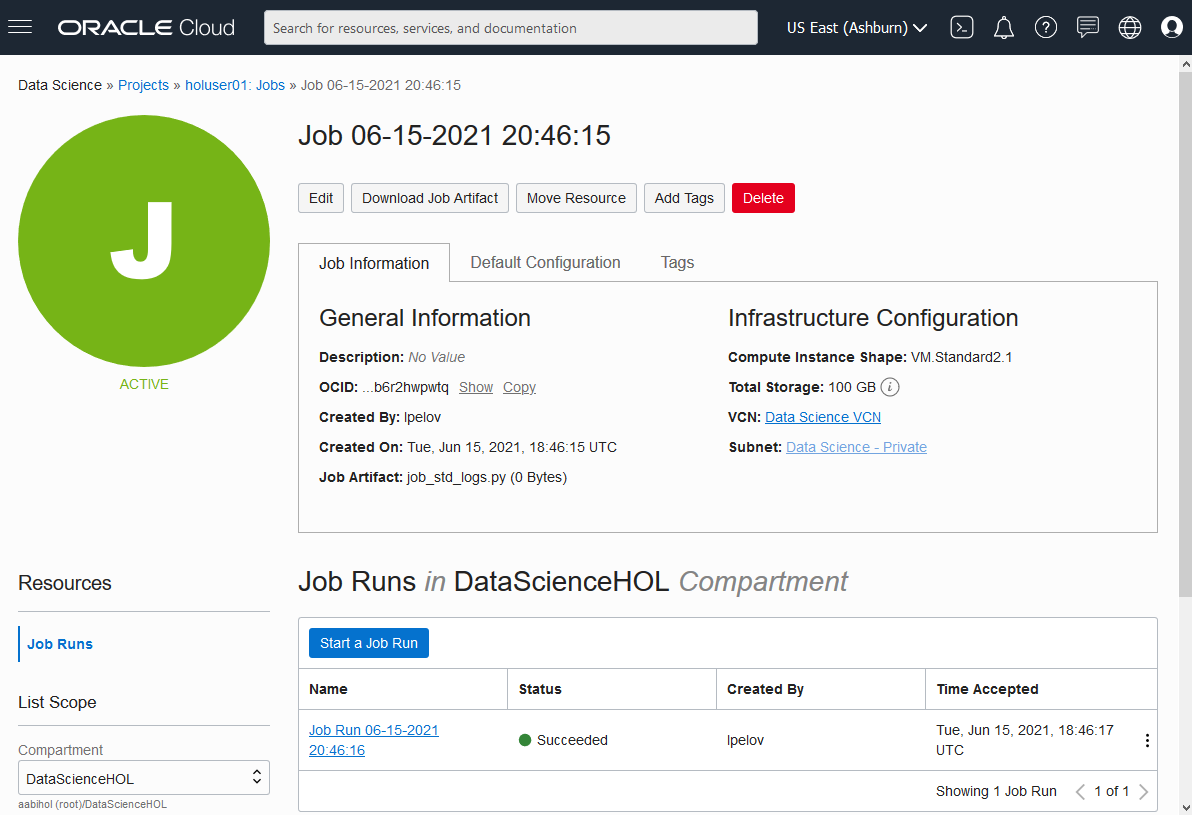 ORACLE Cloud
Search for resources, services, and documentation
US East (Ashburn)
Data Science » Projects » holuser01: Jobs » Job 06-15-2021 20:46:15
J
ACTIVE
Job 06-15-2021 20:46:15
Edit
Download Job Artifact
Move Resource
Add Tags
Delete
Job Information
Default Configuration
Tags
General Information
Description: No Value
OCID: ...b6r2hwpwtq Show Copy
Created By: lpelov
Created On: Tue, Jun 15, 2021, 18:46:15 UTC
Job Artifact: job_std_logs.py (0 Bytes)
Infrastructure Configuration
Compute Instance Shape: VM.Standard2.1
Total Storage: 100 GB i
VCN: Data Science VCN
Subnet: Data Science - Private
Resources
Job Runs
List Scope
Compartment
DataScienceHOL
aabihol (root)/DataScienceHOL
Job Runs in DataScienceHOL Compartment
Start a Job Run
Name
Status
Created By
Time Accepted
Job Run 06-15-2021
20:46:16
Succeeded
lpelov
Tue, Jun 15, 2021, 18:46:17
UTC
Showing 1 Job Run
1 of 1